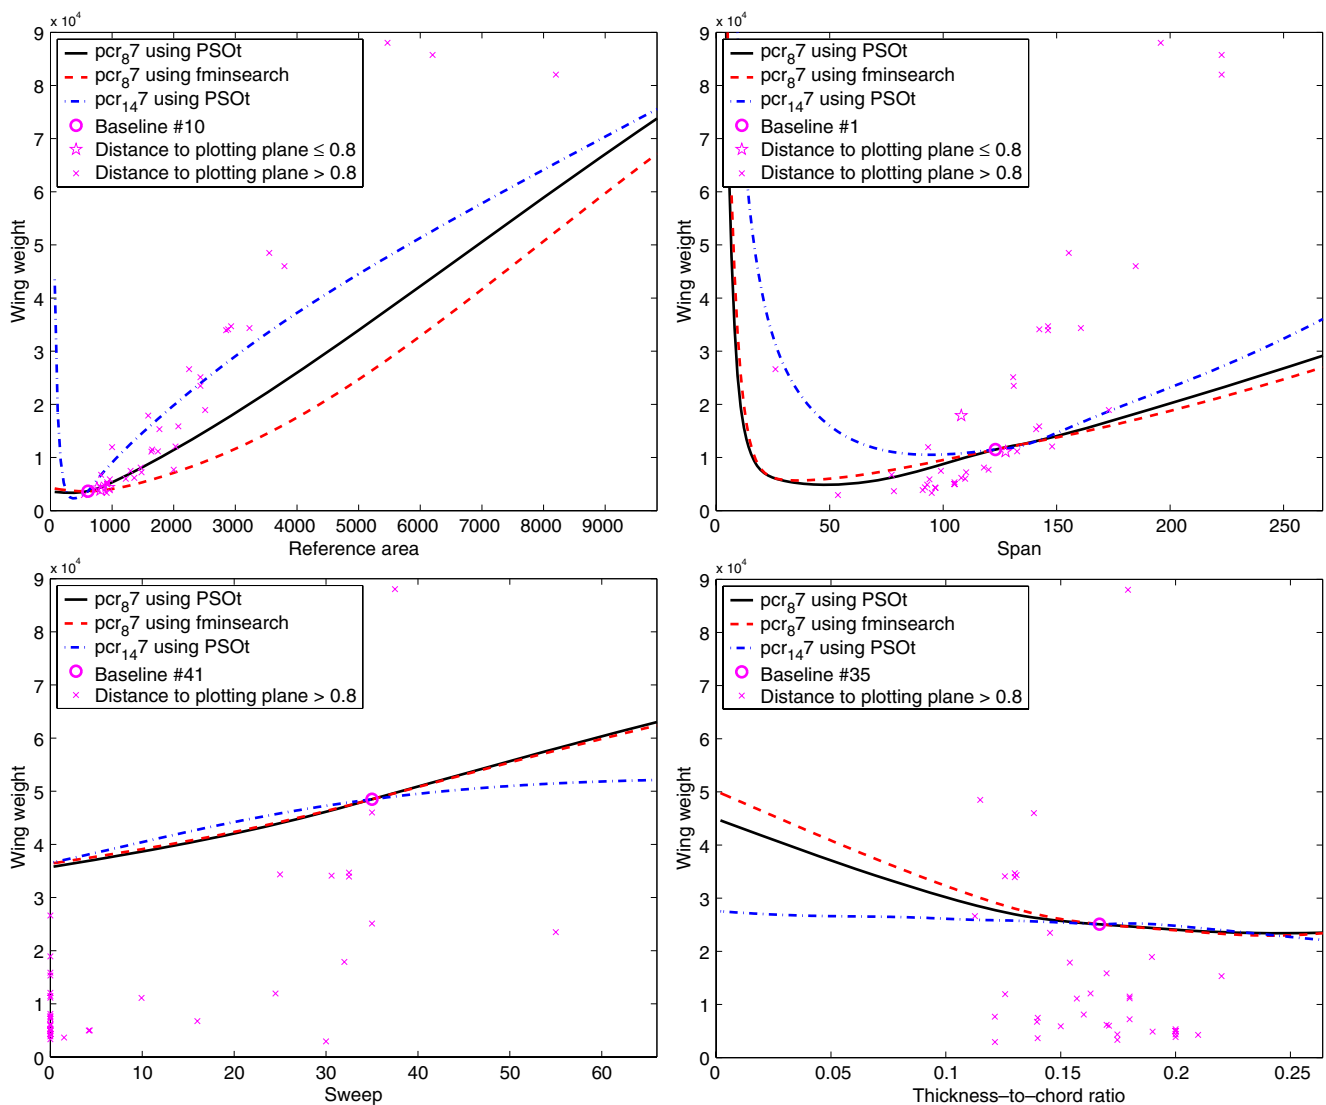 x 10⁴
9
8
7
6
5
4
3
2
1
0
Wing weight
pcr₈7 using PSOt
pcr₈7 using fminsearch
pcr₁₄7 using PSOt
Baseline #10
Distance to plotting plane ≤ 0.8
Distance to plotting plane > 0.8
0 1000 2000 3000 4000 5000 6000 7000 8000 9000
Reference area
x 10⁴
9
8
7
6
5
4
3
2
1
0
Wing weight
pcr₈7 using PSOt
pcr₈7 using fminsearch
pcr₁₄7 using PSOt
Baseline #1
Distance to plotting plane ≤ 0.8
Distance to plotting plane > 0.8
0 50 100 150 200 250
Span
x 10⁴
9
8
7
6
5
4
3
2
1
0
Wing weight
pcr₈7 using PSOt
pcr₈7 using fminsearch
pcr₁₄7 using PSOt
Baseline #41
Distance to plotting plane > 0.8
0 10 20 30 40 50 60
Sweep
x 10⁴
9
8
7
6
5
4
3
2
1
0
Wing weight
pcr₈7 using PSOt
pcr₈7 using fminsearch
pcr₁₄7 using PSOt
Baseline #35
Distance to plotting plane > 0.8
0 0.05 0.1 0.15 0.2 0.25
Thickness–to–chord ratio